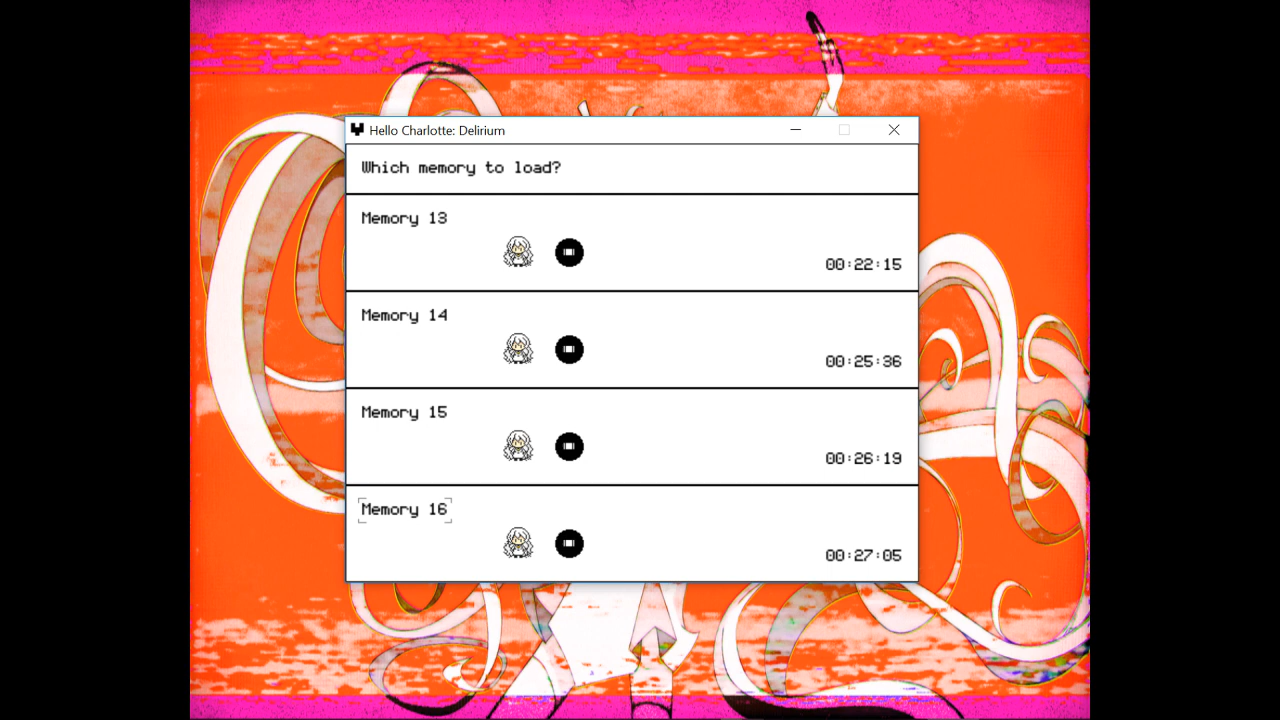 Hello Charlotte: Delirium
Which memory to load?
Memory 13
00:22:15
Memory 14
00:25:36
Memory 15
00:26:19
Memory 16
00:27:05